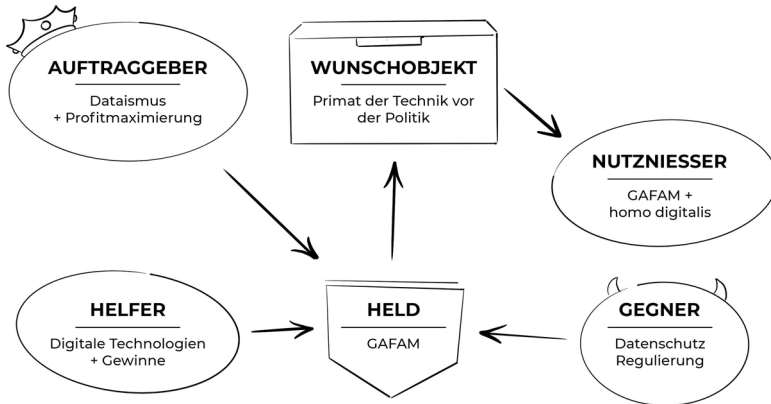 AUFTRAGGEBER
Dataismus
+ Profitmaximierung
WUNSCHOBJEKT
Primat der Technik vor
der Politik
NUTZNIESSER
GAFAM +
homo digitalis
HELFER
Digitale Technologien
+ Gewinne
HELD
GAFAM
GEGNER
Datenschutz
Regulierung